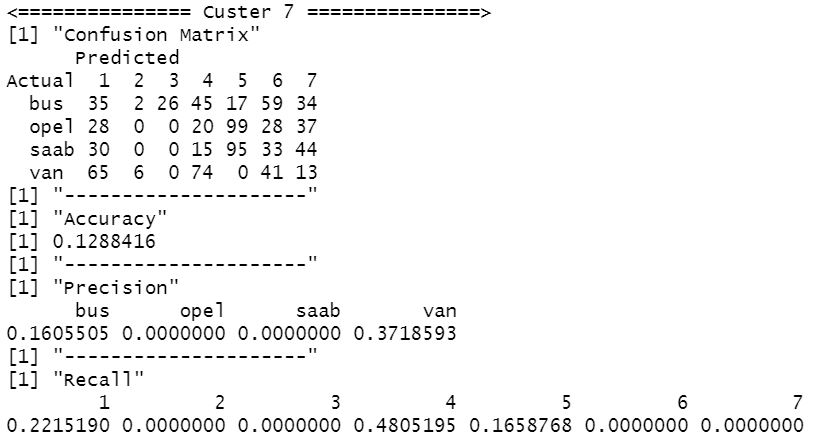 <=============== Custer 7 ===============>
[1] "Confusion Matrix"
      Predicted
Actual  1  2  3  4  5  6  7
  bus  35  2 26 45 17 59 34
  opel 28  0  0 20 99 28 37
  saab 30  0  0 15 95 33 44
  van  65  6  0 74  0 41 13
[1] "---------------------"
[1] "Accuracy"
[1] 0.1288416
[1] "---------------------"
[1] "Precision"
      bus      opel      saab       van
0.1605505 0.0000000 0.0000000 0.3718593
[1] "---------------------"
[1] "Recall"
        1         2         3         4         5         6         7
0.2215190 0.0000000 0.0000000 0.4805195 0.1658768 0.0000000 0.0000000